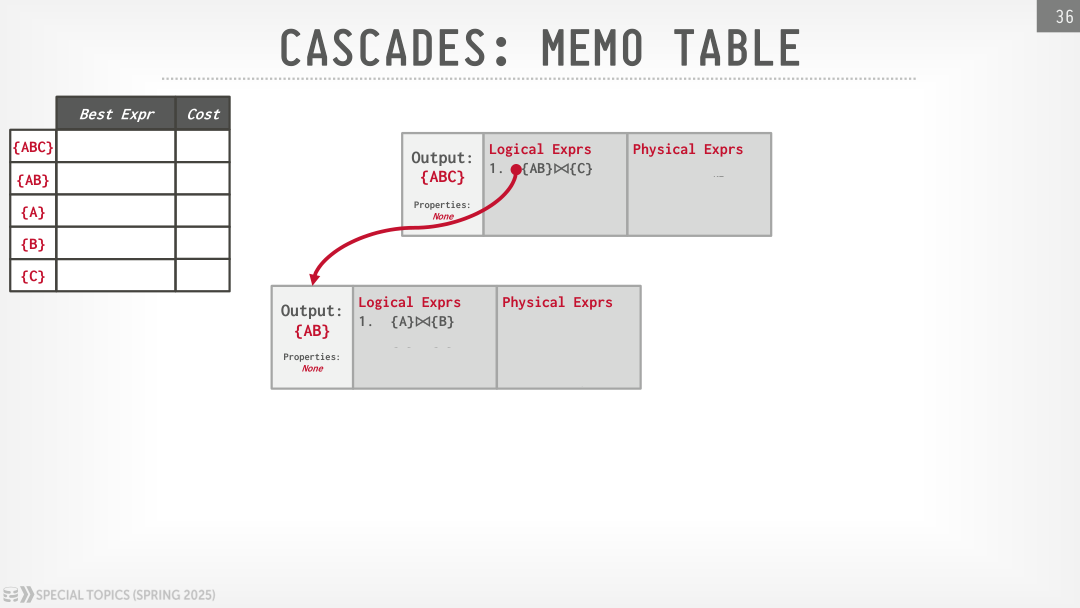 36
CASCADES: MEMO TABLE
Best Expr Cost
{ABC}
{AB}
{A}
{B}
{C}
Output:
{ABC}
Properties:
None
Logical Exprs
1. {AB}⋈{C}
Physical Exprs
Output:
{AB}
Properties:
None
Logical Exprs
1. {A}⋈{B}
Physical Exprs
SPECIAL TOPICS (SPRING 2025)